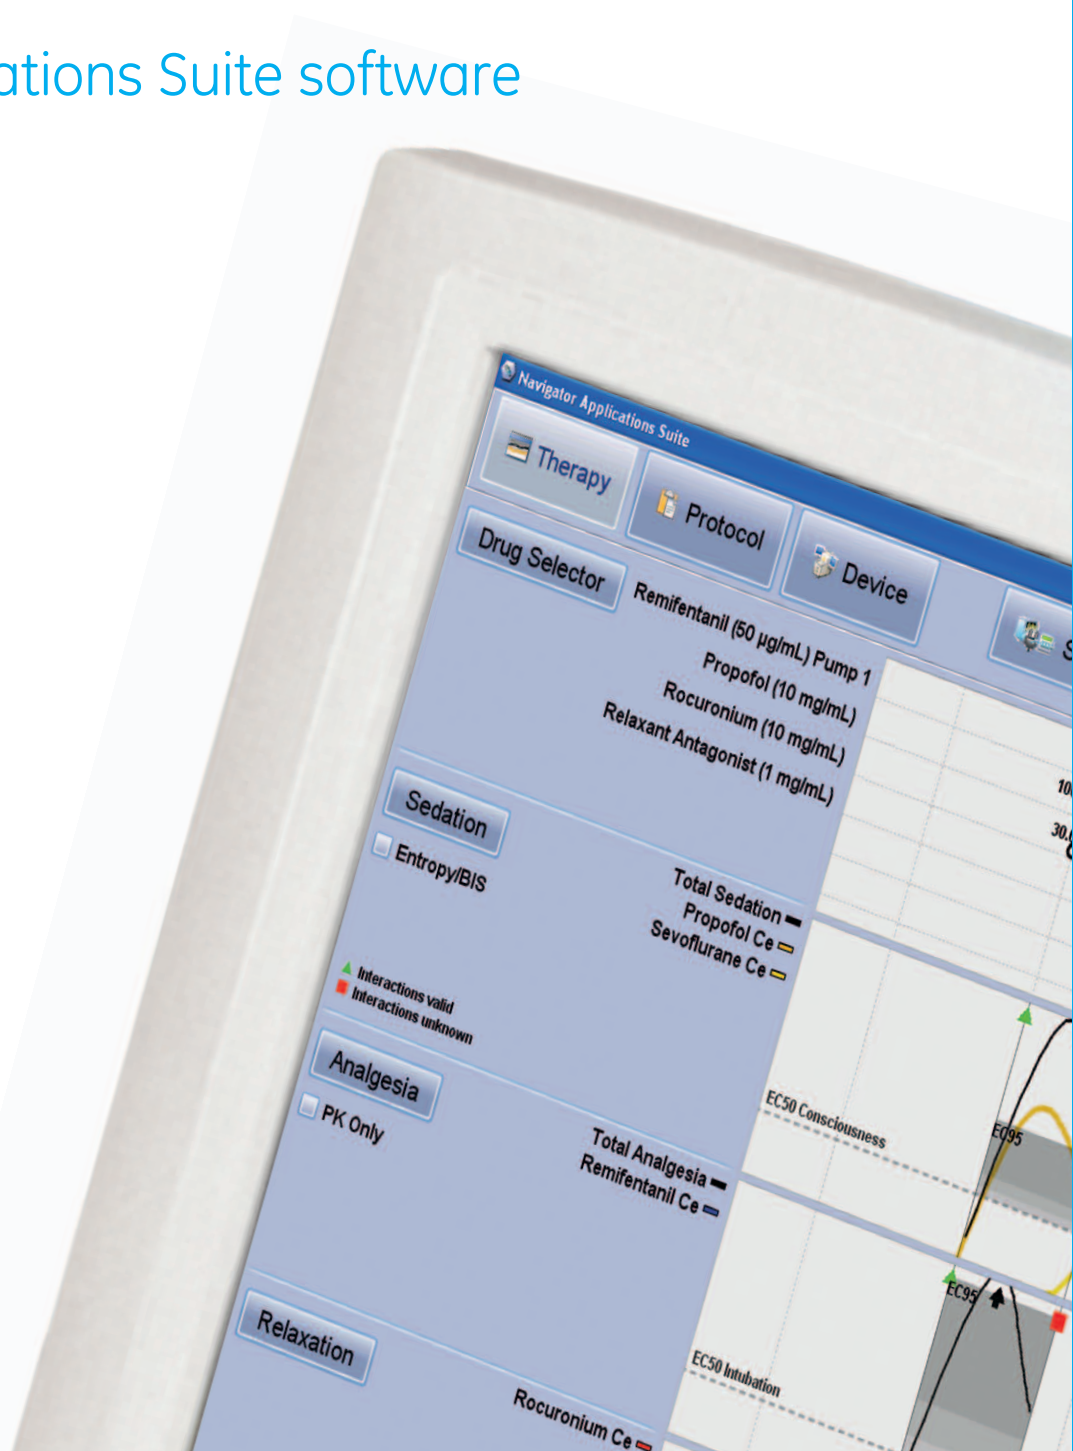 ations Suite software
Navigator Applications Suite
Therapy
Protocol
Device
S
Drug Selector
Remifentanil (50 µg/mL) Pump 1
Propofol (10 mg/mL)
Rocuronium (10 mg/mL)
Relaxant Antagonist (1 mg/mL)
10
30.
Sedation
Entropy/BIS
Total Sedation
Propofol Ce
Sevoflurane Ce
Interactions valid
Interactions unknown
EC50 Consciousness
EC95
Analgesia
PK Only
Total Analgesia
Remifentanil Ce
EC95
EC50 Intubation
Relaxation
Rocuronium Ce